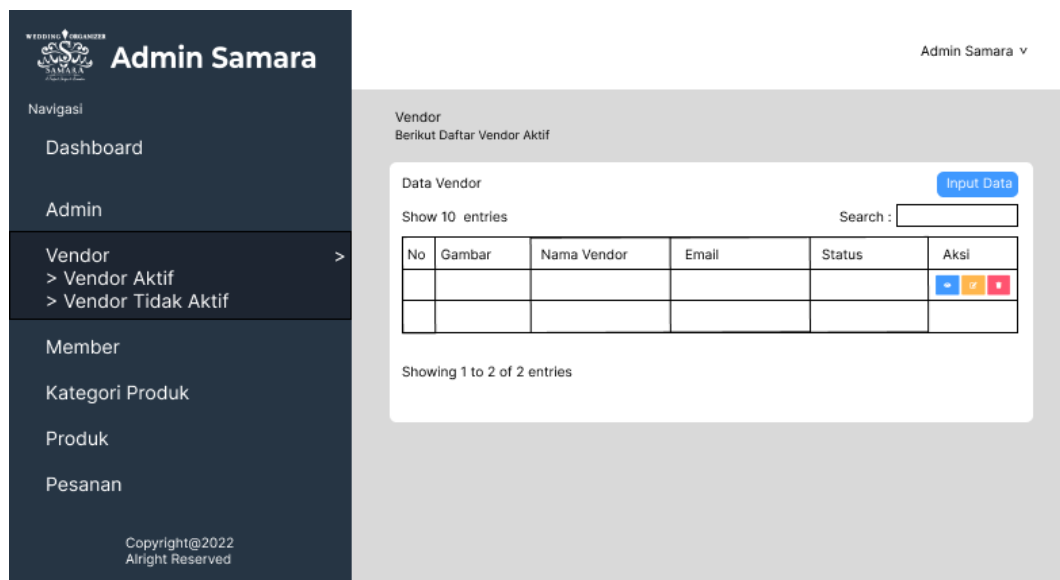 WEDDING ORGANIZER
SAMARA
Admin Samara
Admin Samara v
Navigasi
Dashboard
Admin
Vendor >
> Vendor Aktif
> Vendor Tidak Aktif
Member
Kategori Produk
Produk
Pesanan
Copyright@2022
Alright Reserved
Vendor
Berikut Daftar Vendor Aktif
Data Vendor Input Data
Show 10 entries Search :
No Gambar Nama Vendor Email Status Aksi
Showing 1 to 2 of 2 entries